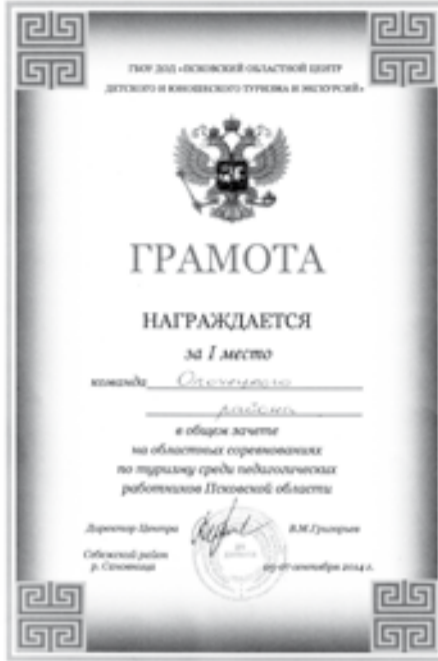 ГБОУ ДОД «ПСКОВСКИЙ ОБЛАСТНОЙ ЦЕНТР
ДЕТСКОГО И ЮНОШЕСКОГО ТУРИЗМА И ЭКСКУРСИЙ»
ГРАМОТА
НАГРАЖДАЕТСЯ
за I место
команда
района
в общем зачете
на областных соревнованиях
по туризму среди педагогических
работников Псковской области
Директор Центра
В.М.Григорьев
Себежский район
сентября 2014 г.